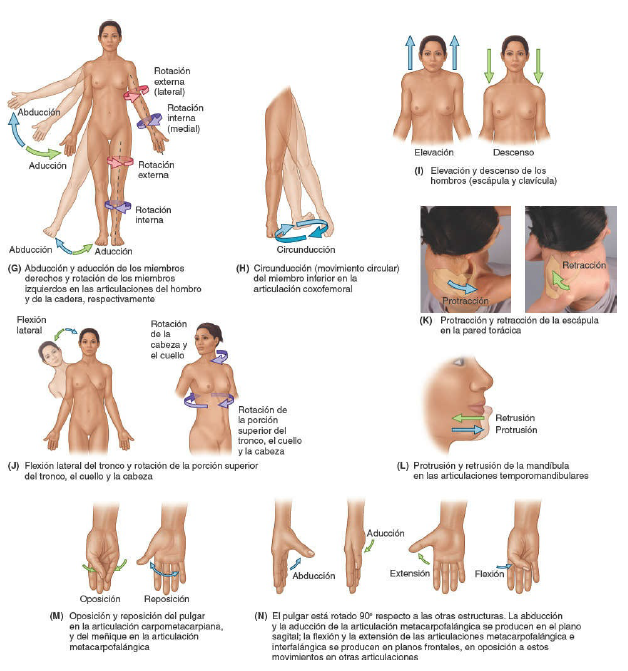 Rotación
externa
(lateral)
Abducción
Rotación
interna
(medial)
Aducción
Rotación
externa
Rotación
interna
Abducción
Aducción
(G) Abducción y aducción de los miembros
derechos y rotación de los miembros
izquierdos en las articulaciones del hombro
y de la cadera, respectivamente
Circunducción
(H) Circunducción (movimiento circular)
del miembro inferior en la
articulación coxofemoral
Elevación
Descenso
(I) Elevación y descenso de los
hombros (escápula y clavícula)
Protracción
Retracción
(K) Protracción y retracción de la escápula
en la pared torácica
Flexión
lateral
Rotación
de la
cabeza y
el cuello
Rotación de
la porción
superior del
tronco, el cuello
y la cabeza
(J) Flexión lateral del tronco y rotación de la porción superior
del tronco, el cuello y la cabeza
Retrusión
Protrusión
(L) Protrusión y retrusión de la mandíbula
en las articulaciones temporomandibulares
Oposición
Reposición
(M) Oposición y reposición del pulgar
en la articulación carpometacarpiana,
y del meñique en la articulación
metacarpofalángica
Abducción
Aducción
Extensión
Flexión
(N) El pulgar está rotado 90° respecto a las otras estructuras. La abducción
y la aducción de la articulación metacarpofalángica se producen en el plano
sagital; la flexión y la extensión de las articulaciones metacarpofalángica e
interfalángica se producen en planos frontales, en oposición a estos
movimientos en otras articulaciones